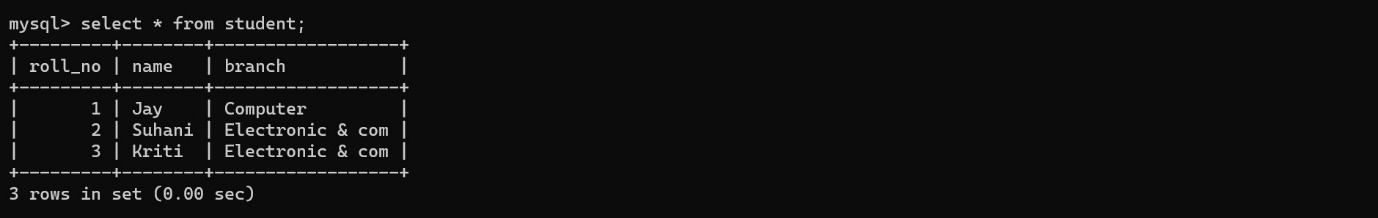 mysql> select * from student;
+---------+--------+------------------+
| roll_no | name   | branch           |
+---------+--------+------------------+
|       1 | Jay    | Computer         |
|       2 | Suhani | Electronic & com |
|       3 | Kriti  | Electronic & com |
+---------+--------+------------------+
3 rows in set (0.00 sec)